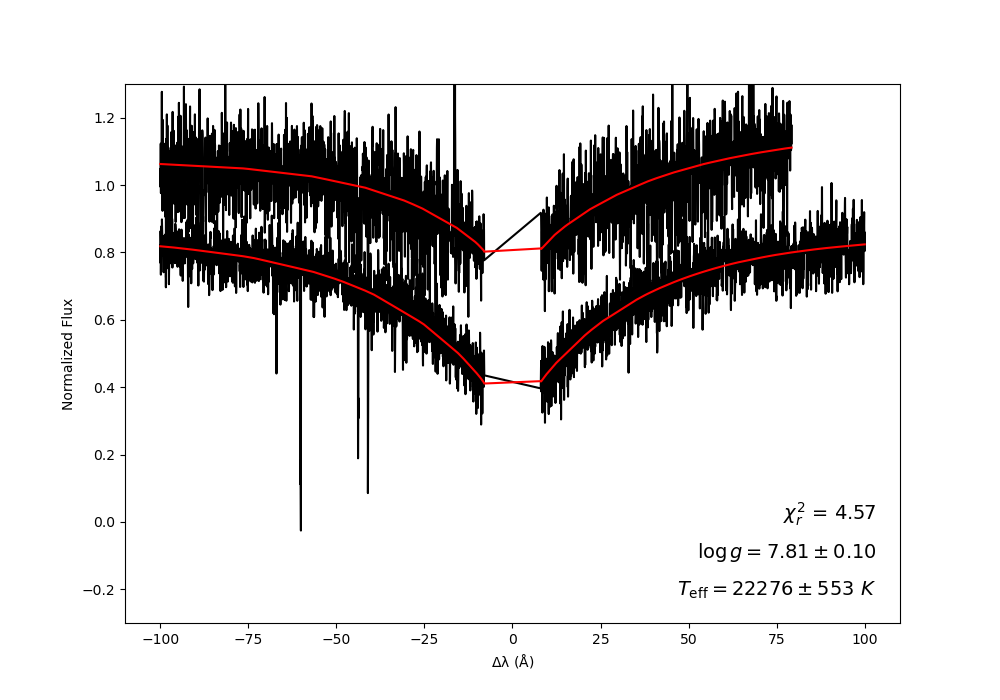 1.2
1.0
0.8
0.6
0.4
0.2
0.0
−0.2
Normalized Flux
χ²ᵣ = 4.57
log g = 7.81 ± 0.10
T_eff = 22276 ± 553 K
−100 −75 −50 −25 0 25 50 75 100
Δλ (Å)